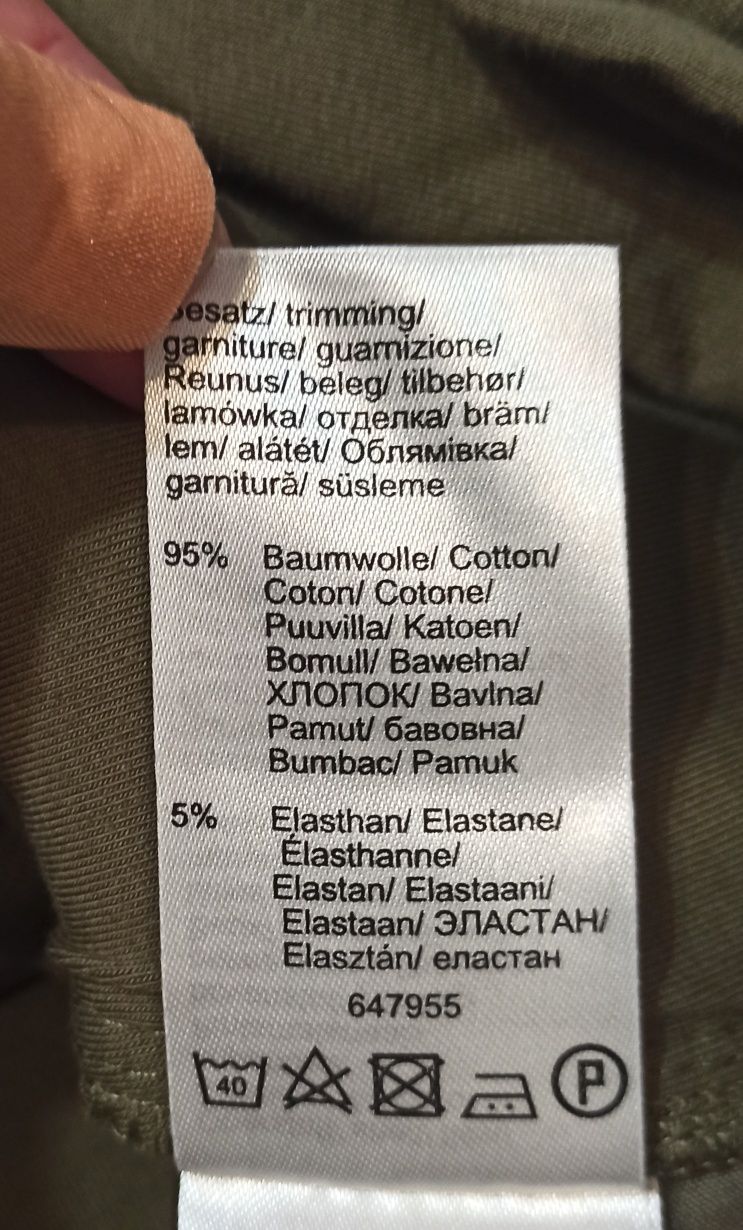 trimming/
garniture/ guarnizione/
Reunus/ beleg/ tilbehør/
lamówka/ отделка/ bräm/
lem/ alátét/ Облямівка/
garnitură/ süsleme
95% Baumwolle/ Cotton/
Coton/ Cotone/
Puuvilla/ Katoen/
Bomull/ Bawełna/
ХЛОПОК/ Bavlna/
Pamut/ бавовна/
Bumbac/ Pamuk
5% Elasthan/ Elastane/
Élasthanne/
Elastan/ Elastaani/
Elastaan/ ЭЛАСТАН/
Elasztán/ еластан
647955
40 P